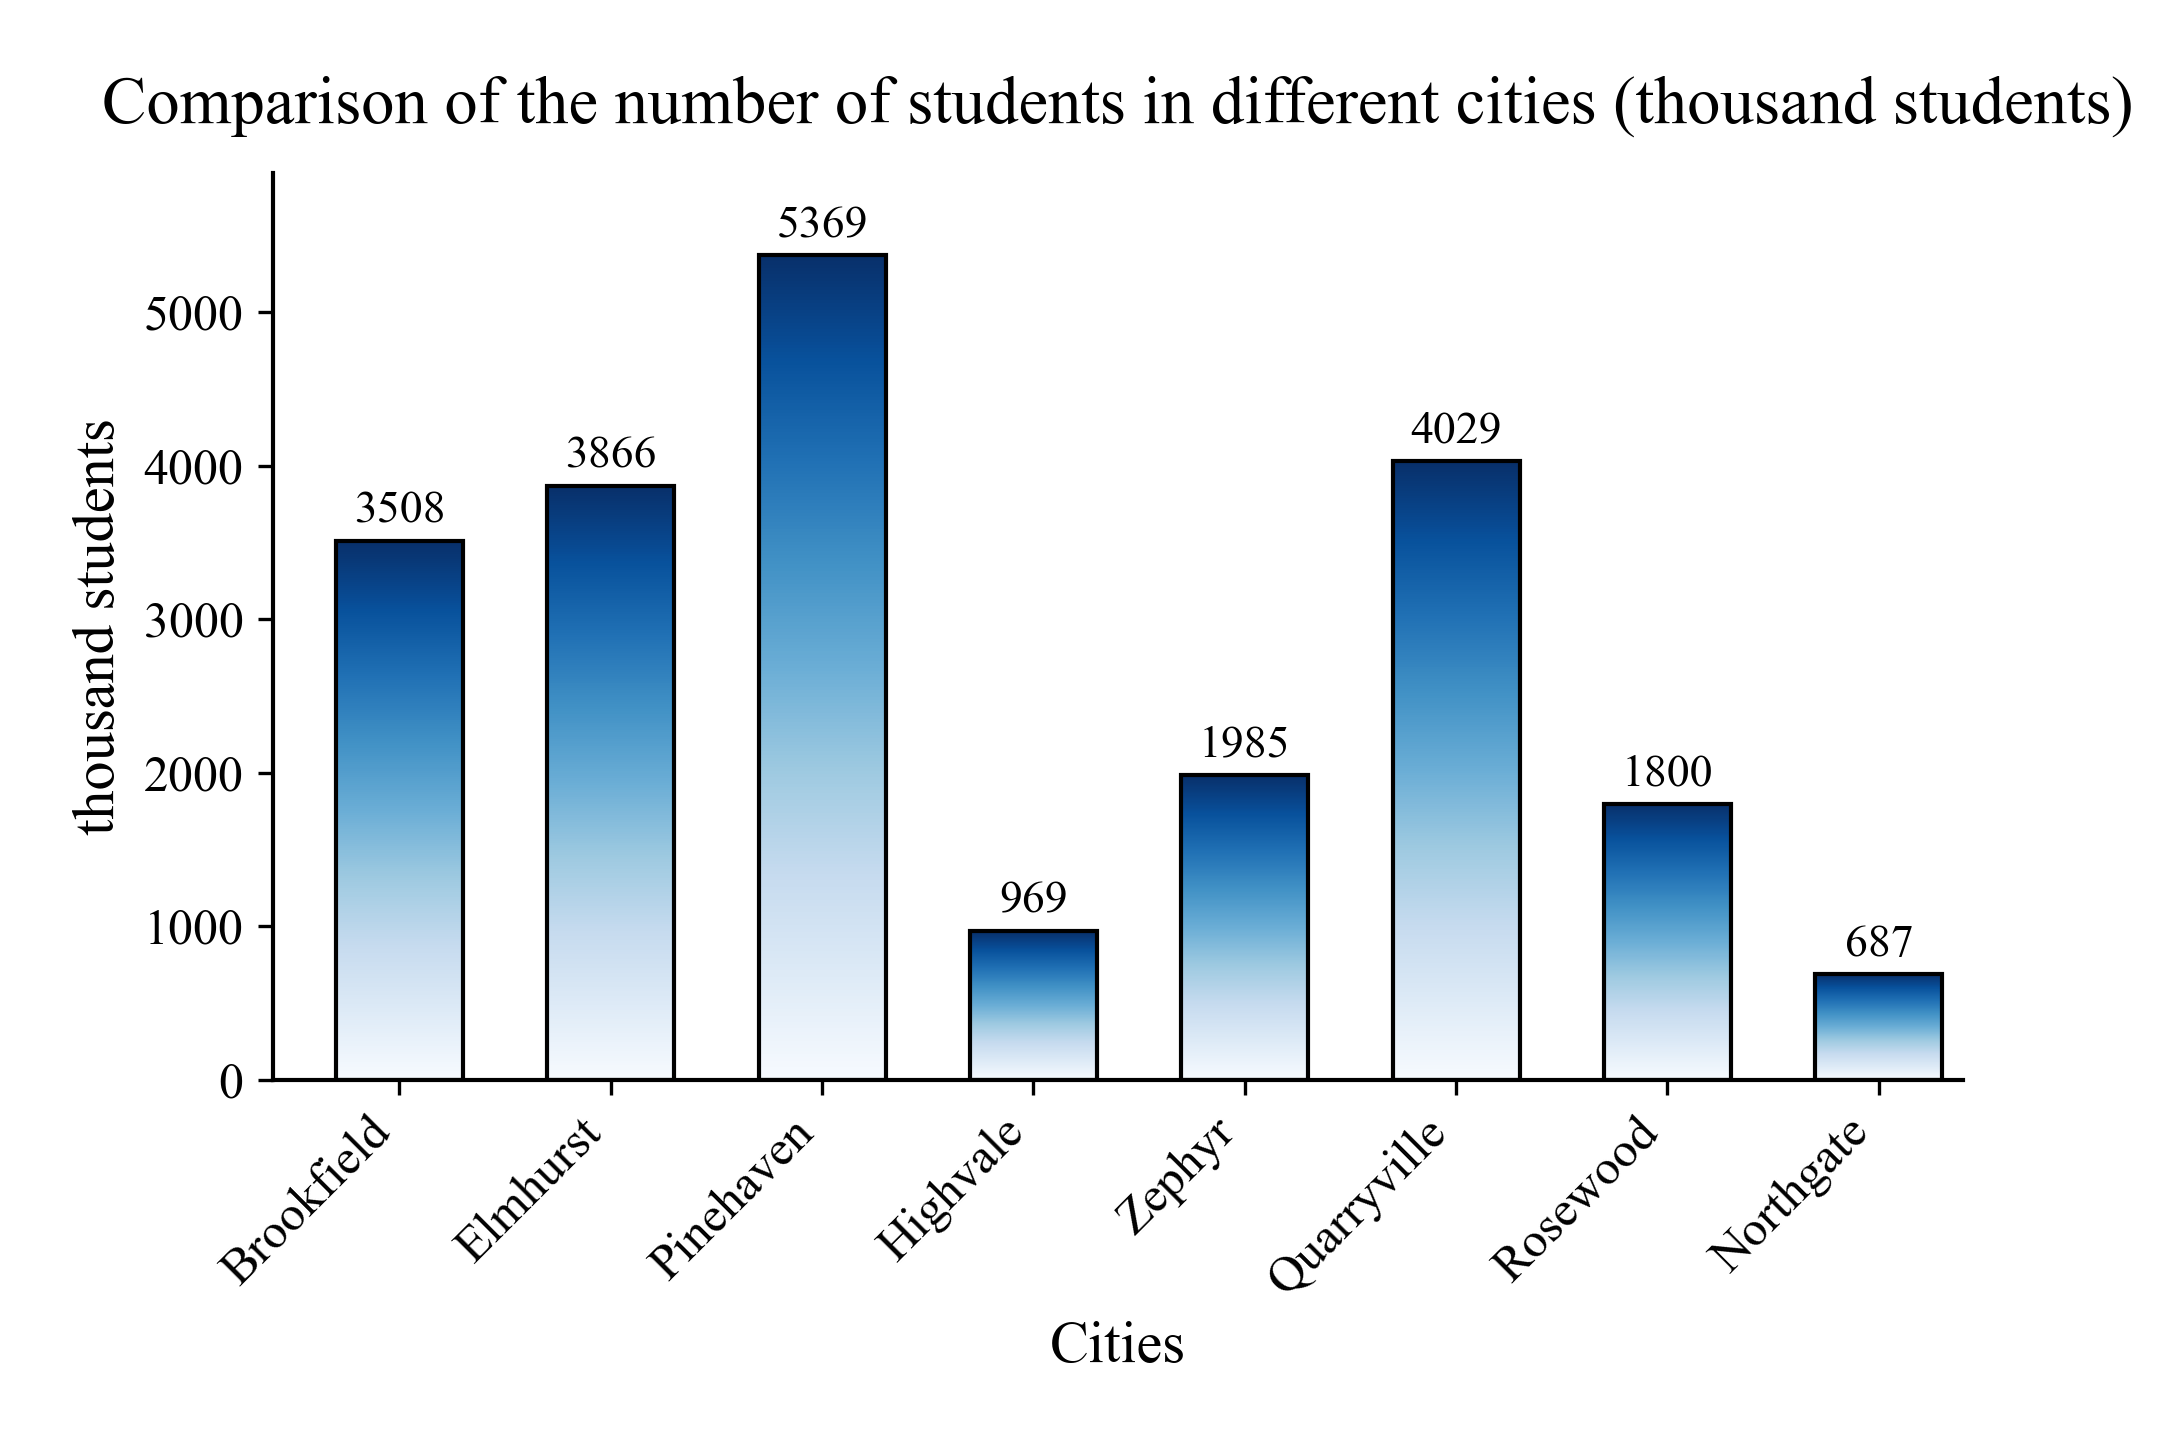 Comparison of the number of students in different cities (thousand students)
thousand students
5000
4000
3000
2000
1000
0
3508
3866
5369
969
1985
4029
1800
687
Brookfield
Elmhurst
Pinehaven
Highvale
Zephyr
Quarryville
Rosewood
Northgate
Cities